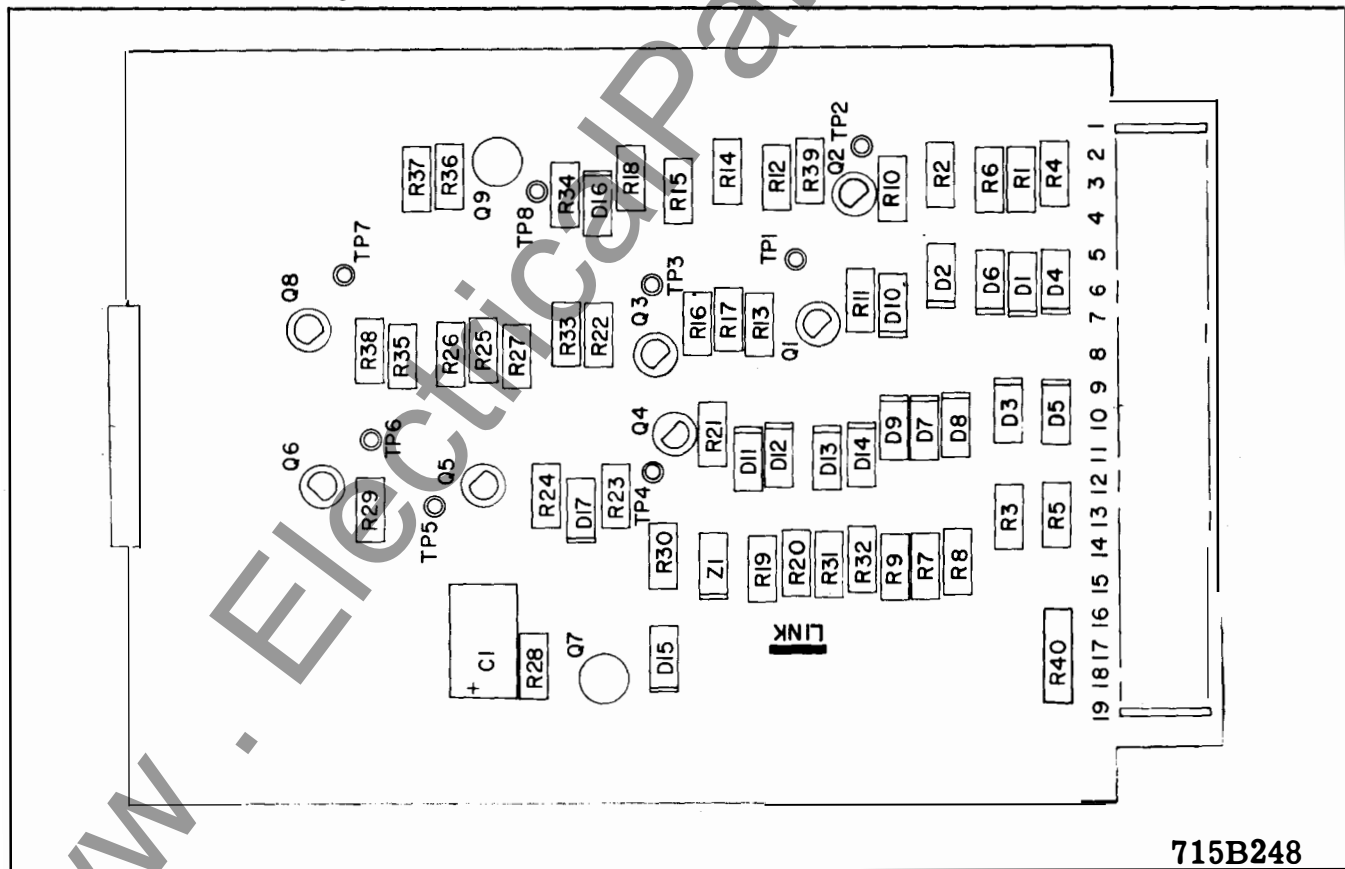 TP2
R37 R36 Q9 TP8 R34 D16 R18 R15 R14 R12 R39 Q2 R10 R2 R6 R1 R4
TP7 TP3 TP1
Q8 R38 R35 R26 R25 R27 R33 R22 Q3 R16 R17 R13 Q1 R11 D10 D2 D6 D1 D4
Q6 TP6 R29 TP5 Q5 R24 D17 R23 TP4 Q4 R21 D11 D12 D13 D14 D9 D7 D8 D3 D5
R30 Z1 R19 R20 R31 R32 R9 R7 R8 R3 R5
+ C1 R28 Q7 D15 LINK R40
1
2
3
4
5
6
7
8
9
10
11
12
13
14
15
16
17
18
19
715B248
www.ElectricalPa